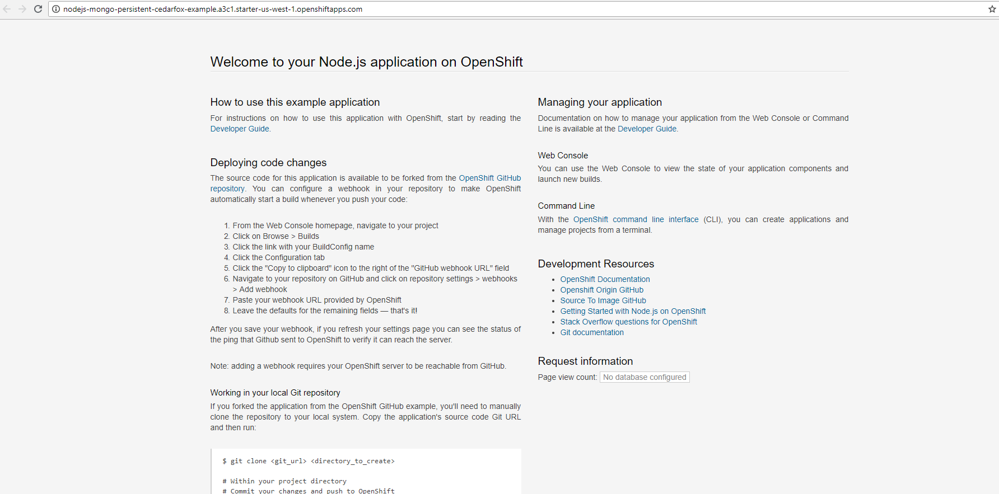 nodejs-mongo-persistent-cedarfox-example.a3c1.starter-us-west-1.openshiftapps.com
Welcome to your Node.js application on OpenShift
How to use this example application
For instructions on how to use this application with OpenShift, start by reading the
Developer Guide.
Deploying code changes
The source code for this application is available to be forked from the OpenShift GitHub
repository. You can configure a webhook in your repository to make OpenShift
automatically start a build whenever you push your code:
1. From the Web Console homepage, navigate to your project
2. Click on Browse > Builds
3. Click the link with your BuildConfig name
4. Click the Configuration tab
5. Click the "Copy to clipboard" icon to the right of the "GitHub webhook URL" field
6. Navigate to your repository on GitHub and click on repository settings > webhooks
> Add webhook
7. Paste your webhook URL provided by OpenShift
8. Leave the defaults for the remaining fields — that's it!
After you save your webhook, if you refresh your settings page you can see the status of
the ping that Github sent to OpenShift to verify it can reach the server.
Note: adding a webhook requires your OpenShift server to be reachable from GitHub.
Working in your local Git repository
If you forked the application from the OpenShift GitHub example, you'll need to manually
clone the repository to your local system. Copy the application's source code Git URL
and then run:
$ git clone <git_url> <directory_to_create>
# Within your project directory
# Commit your changes and push to OpenShift
Managing your application
Documentation on how to manage your application from the Web Console or Command
Line is available at the Developer Guide.
Web Console
You can use the Web Console to view the state of your application components and
launch new builds.
Command Line
With the OpenShift command line interface (CLI), you can create applications and
manage projects from a terminal.
Development Resources
• OpenShift Documentation
• Openshift Origin GitHub
• Source To Image GitHub
• Getting Started with Node.js on OpenShift
• Stack Overflow questions for OpenShift
• Git documentation
Request information
Page view count: No database configured